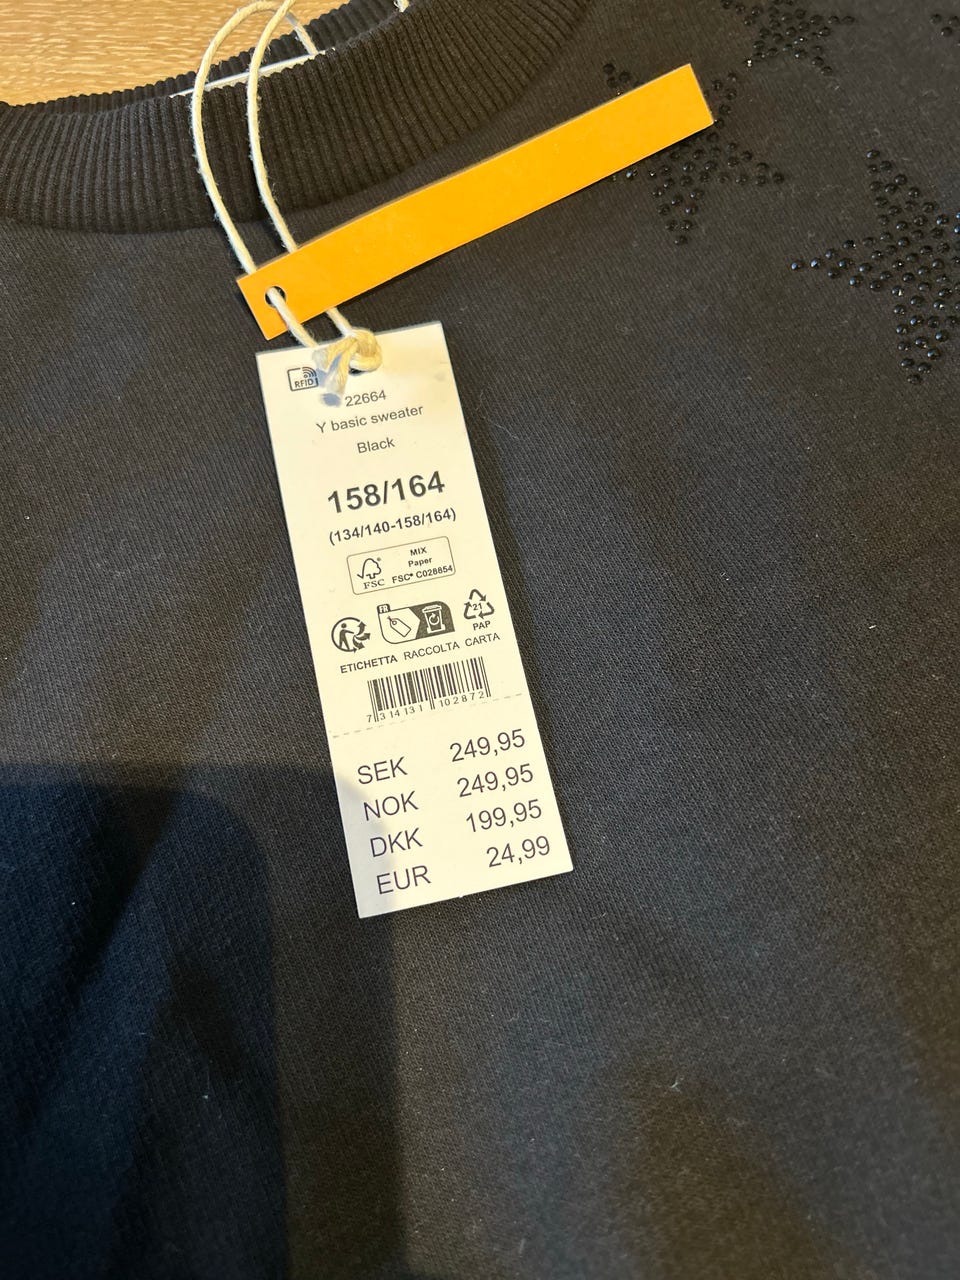 RFID
22664
Y basic sweater
Black
158/164
(134/140-158/164)
MIX
Paper
FSC® C028854
FSC
FR
21
PAP
ETICHETTA RACCOLTA CARTA
7 314131 102872
SEK 249,95
NOK 249,95
DKK 199,95
EUR 24,99